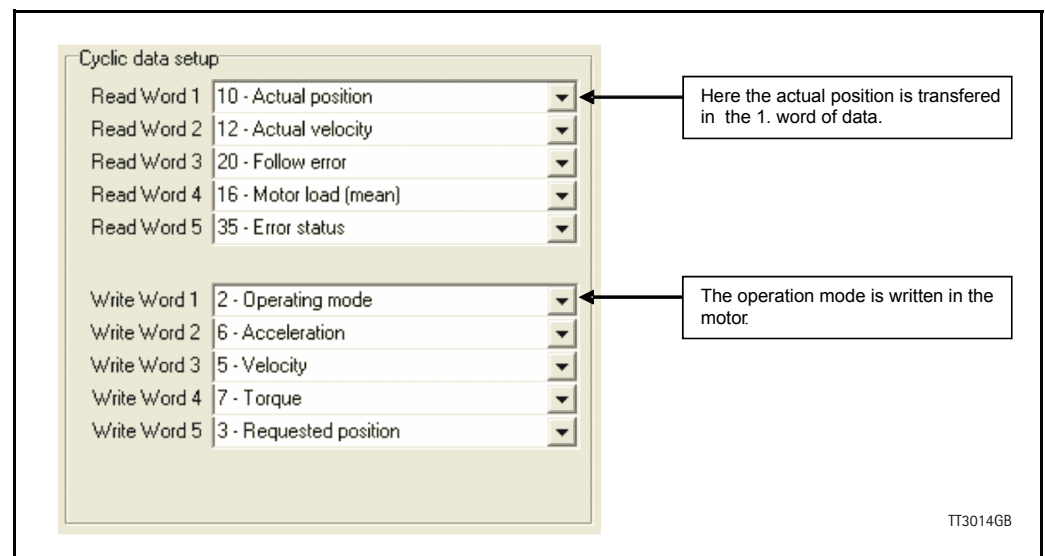 Cyclic data setup
Read Word 1 10 - Actual position
Here the actual position is transfered
in the 1. word of data.
Read Word 2 12 - Actual velocity
Read Word 3 20 - Follow error
Read Word 4 16 - Motor load (mean)
Read Word 5 35 - Error status
Write Word 1 2 - Operating mode
The operation mode is written in the
motor.
Write Word 2 6 - Acceleration
Write Word 3 5 - Velocity
Write Word 4 7 - Torque
Write Word 5 3 - Requested position
TT3014GB